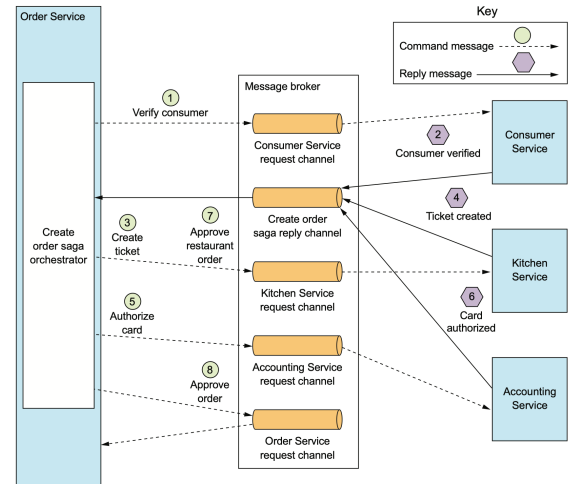 Order Service
Key
Command message
Reply message
Message broker
1
Verify consumer
Consumer Service
request channel
2
Consumer verified
Consumer
Service
Create
order saga
orchestrator
3
Create
ticket
7
Approve
restaurant
order
Create order
saga reply channel
4
Ticket created
Kitchen Service
request channel
Kitchen
Service
5
Authorize
card
6
Card
authorized
Accounting Service
request channel
8
Approve
order
Accounting
Service
Order Service
request channel